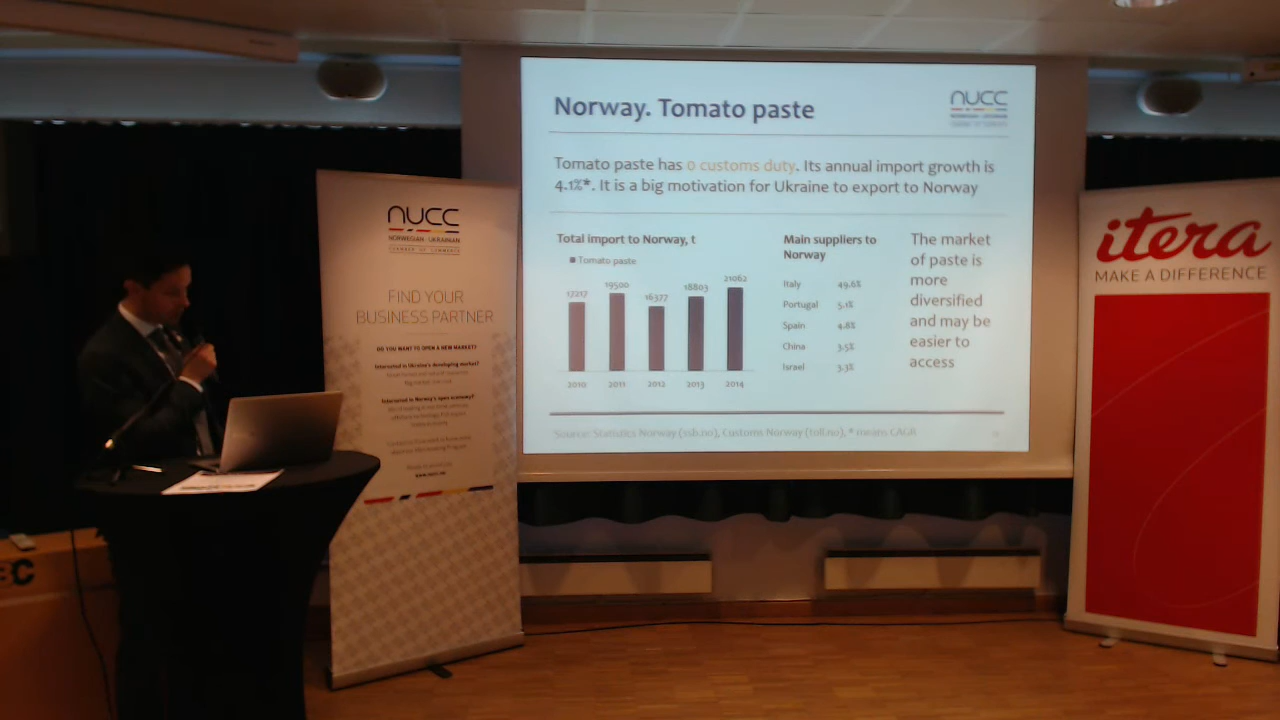 Norway. Tomato paste
NUCC
Tomato paste has 0 customs duty. Its annual import growth is
4.1%*. It is a big motivation for Ukraine to export to Norway
Total import to Norway, t
Tomato paste
17217
19500
16377
18803
21062
2010
2011
2012
2013
2014
Main suppliers to
Norway
Italy 49.6%
Portugal 5.1%
Spain 4.8%
China 3.5%
Israel 3.3%
The market
of paste is
more
diversified
and may be
easier to
access
*Source: Statistics Norway (ssb.no), Customs Norway (toll.no), * means CAGR
NUCC
NORWEGIAN - UKRAINIAN
CHAMBER OF COMMERCE
FIND YOUR
BUSINESS PARTNER
DO YOU WANT TO OPEN A NEW MARKET?
Interested in Ukraine's developing market?
Interested in Norway's open economy?
itera
MAKE A DIFFERENCE